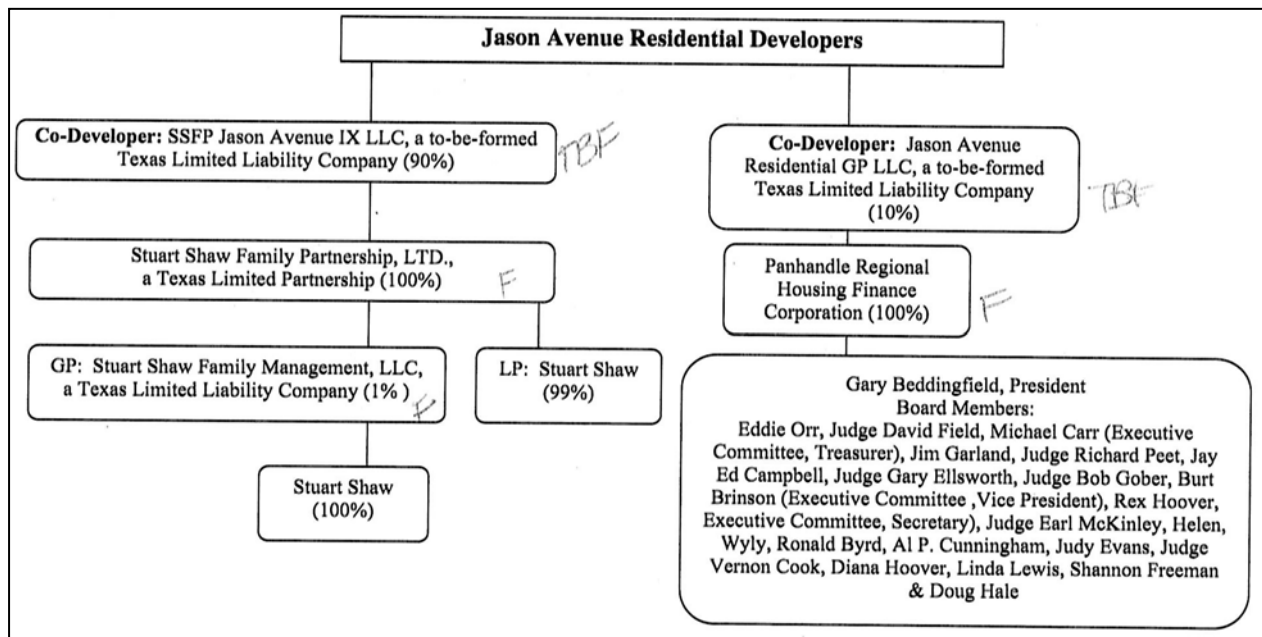 Jason Avenue Residential Developers
Co-Developer: SSFP Jason Avenue IX LLC, a to-be-formed
Texas Limited Liability Company (90%)
TBF
Co-Developer: Jason Avenue
Residential GP LLC, a to-be-formed
Texas Limited Liability Company
(10%)
TBF
Stuart Shaw Family Partnership, LTD.,
a Texas Limited Partnership (100%)
F
Panhandle Regional
Housing Finance
Corporation (100%)
F
GP: Stuart Shaw Family Management, LLC,
a Texas Limited Liability Company (1% )
F
LP: Stuart Shaw
(99%)
Stuart Shaw
(100%)
Gary Beddingfield, President
Board Members:
Eddie Orr, Judge David Field, Michael Carr (Executive
Committee, Treasurer), Jim Garland, Judge Richard Peet, Jay
Ed Campbell, Judge Gary Ellsworth, Judge Bob Gober, Burt
Brinson (Executive Committee ,Vice President), Rex Hoover,
Executive Committee, Secretary), Judge Earl McKinley, Helen,
Wyly, Ronald Byrd, Al P. Cunningham, Judy Evans, Judge
Vernon Cook, Diana Hoover, Linda Lewis, Shannon Freeman
& Doug Hale